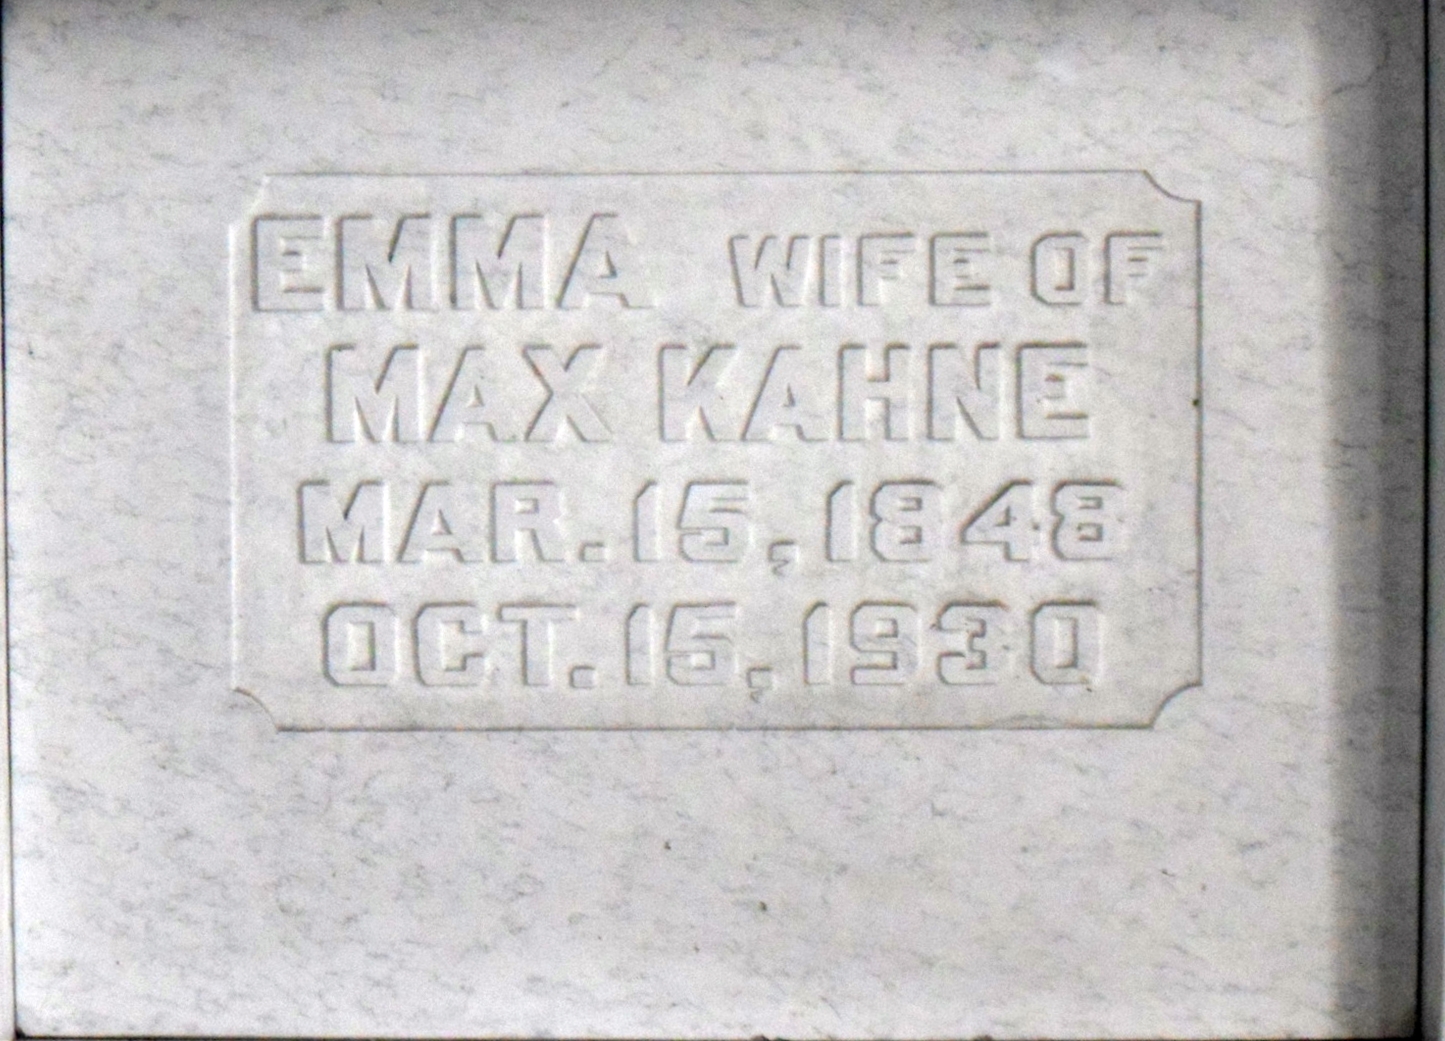 EMMA WIFE OF
MAX KAHNE
MAR. 15, 1848
OCT. 15, 1930